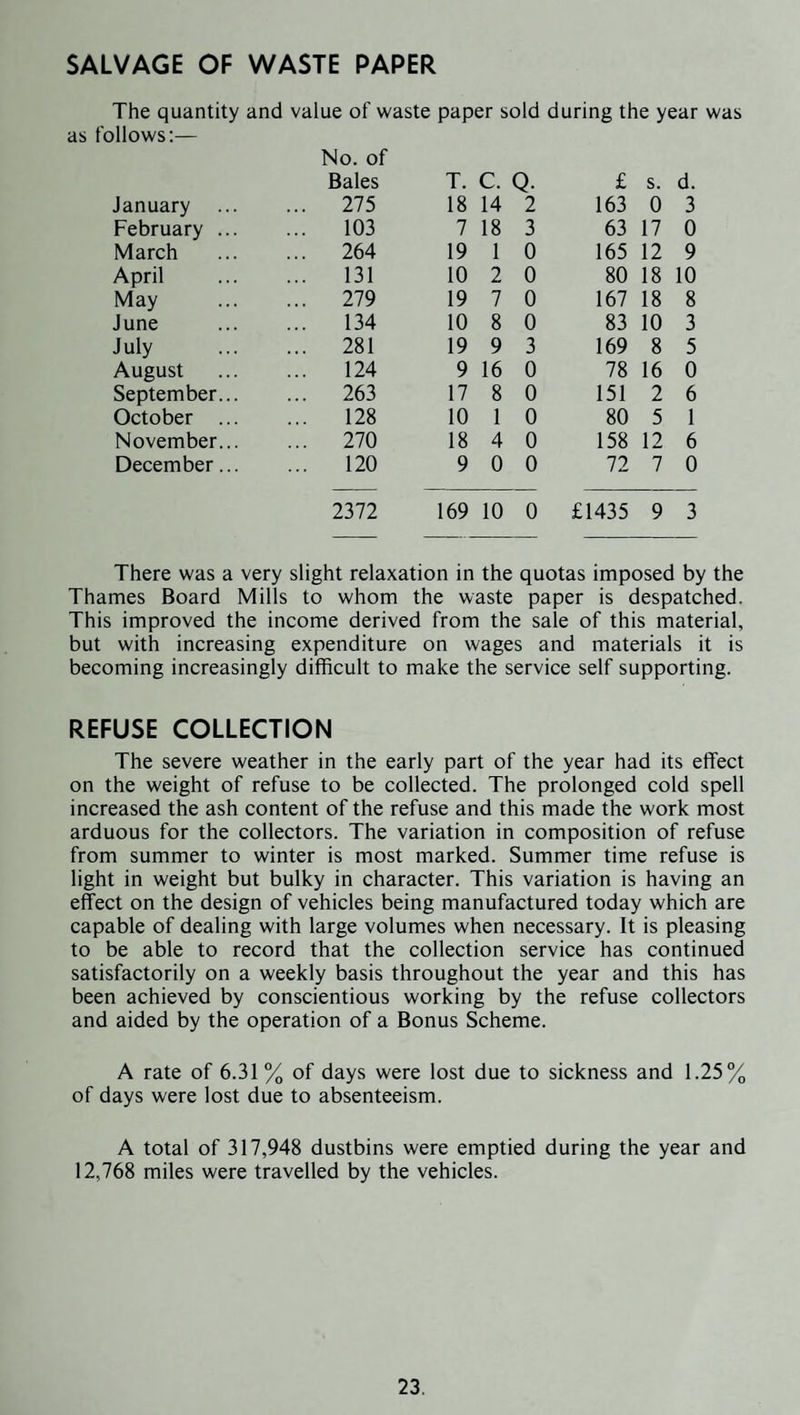 SALVAGE OF WASTE PAPER
The quantity and value of waste paper sold during the year was
as follows:—
No. of
Bales T. C. Q. £ s. d.
January ... ... 275 18 14 2 163 0 3
February ... ... 103 7 18 3 63 17 0
March ... ... 264 19 1 0 165 12 9
April ... ... 131 10 2 0 80 18 10
May ... ... 279 19 7 0 167 18 8
June ... ... 134 10 8 0 83 10 3
July ... ... 281 19 9 3 169 8 5
August ... ... 124 9 16 0 78 16 0
September... ... 263 17 8 0 151 2 6
October ... ... 128 10 1 0 80 5 1
November... ... 270 18 4 0 158 12 6
December... ... 120 9 0 0 72 7 0
2372 169 10 0 £1435 9 3
There was a very slight relaxation in the quotas imposed by the
Thames Board Mills to whom the waste paper is despatched.
This improved the income derived from the sale of this material,
but with increasing expenditure on wages and materials it is
becoming increasingly difficult to make the service self supporting.
REFUSE COLLECTION
The severe weather in the early part of the year had its effect
on the weight of refuse to be collected. The prolonged cold spell
increased the ash content of the refuse and this made the work most
arduous for the collectors. The variation in composition of refuse
from summer to winter is most marked. Summer time refuse is
light in weight but bulky in character. This variation is having an
effect on the design of vehicles being manufactured today which are
capable of dealing with large volumes when necessary. It is pleasing
to be able to record that the collection service has continued
satisfactorily on a weekly basis throughout the year and this has
been achieved by conscientious working by the refuse collectors
and aided by the operation of a Bonus Scheme.
A rate of 6.31% of days were lost due to sickness and 1.25%
of days were lost due to absenteeism.
A total of 317,948 dustbins were emptied during the year and
12,768 miles were travelled by the vehicles.
23.